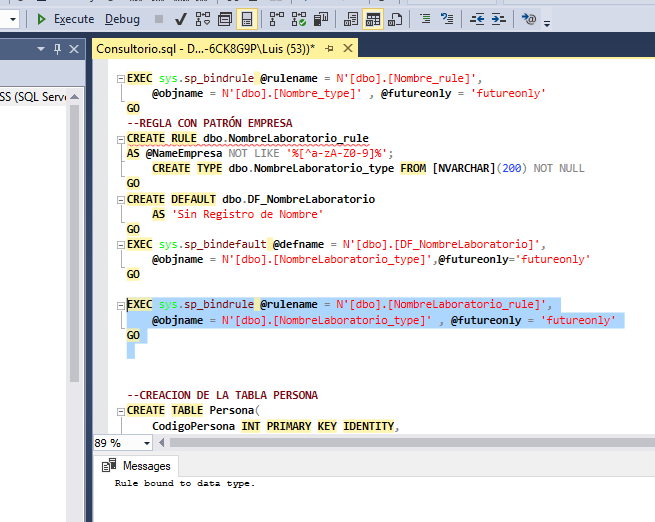 Execute Debug
Consultorio.sql - D...-6CK8G9P\Luis (53))*
SS (SQL Serve
EXEC sys.sp_bindrule @rulename = N'[dbo].[Nombre_rule]',
@objname = N'[dbo].[Nombre_type]' , @futureonly = 'futureonly'
GO
--REGLA CON PATRÓN EMPRESA
CREATE RULE dbo.NombreLaboratorio_rule
AS @NameEmpresa NOT LIKE '%[^a-zA-Z0-9]%';
CREATE TYPE dbo.NombreLaboratorio_type FROM [NVARCHAR](200) NOT NULL
GO
CREATE DEFAULT dbo.DF_NombreLaboratorio
AS 'Sin Registro de Nombre'
GO
EXEC sys.sp_bindefault @defname = N'[dbo].[DF_NombreLaboratorio]',
@objname = N'[dbo].[NombreLaboratorio_type]',@futureonly='futureonly'
GO
EXEC sys.sp_bindrule @rulename = N'[dbo].[NombreLaboratorio_rule]',
@objname = N'[dbo].[NombreLaboratorio_type]' , @futureonly = 'futureonly'
GO
--CREACION DE LA TABLA PERSONA
CREATE TABLE Persona(
CodigoPersona INT PRIMARY KEY IDENTITY,
89 %
Messages
Rule bound to data type.